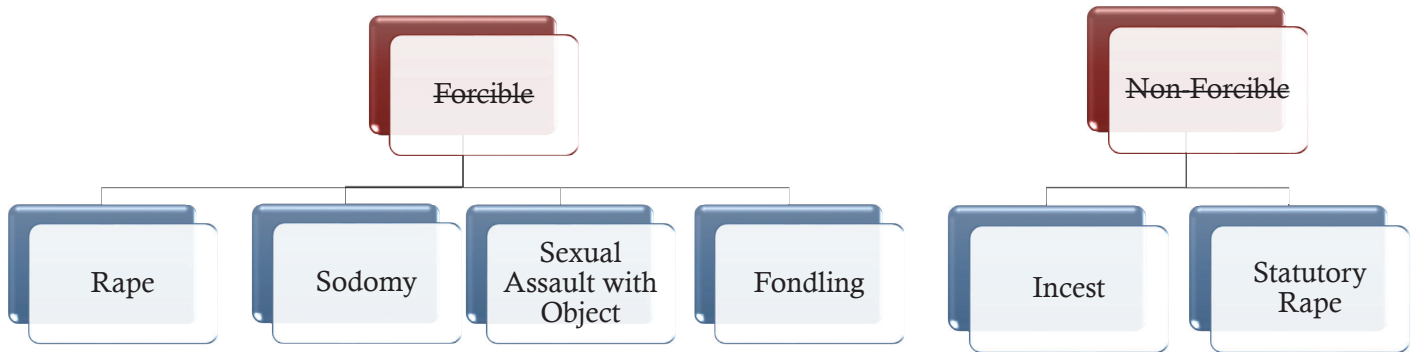 Forcible
Non-Forcible
Rape
Sodomy
Sexual
Assault with
Object
Fondling
Incest
Statutory
Rape